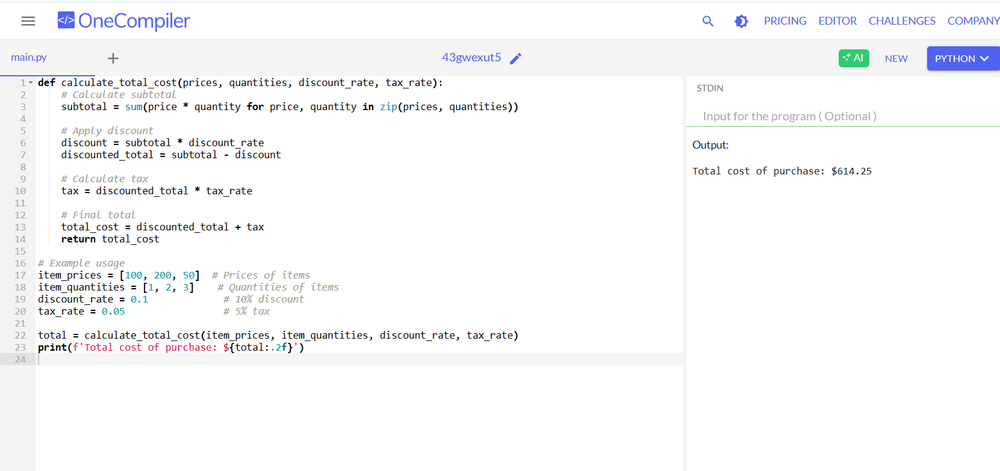 </> OneCompiler
PRICING EDITOR CHALLENGES COMPANY
main.py
43gwexut5
AI NEW PYTHON
1 def calculate_total_cost(prices, quantities, discount_rate, tax_rate):
2     # Calculate subtotal
3     subtotal = sum(price * quantity for price, quantity in zip(prices, quantities))
4
5     # Apply discount
6     discount = subtotal * discount_rate
7     discounted_total = subtotal - discount
8
9     # Calculate tax
10     tax = discounted_total * tax_rate
11
12     # Final total
13     total_cost = discounted_total + tax
14     return total_cost
15
16 # Example usage
17 item_prices = [100, 200, 50]  # Prices of items
18 item_quantities = [1, 2, 3]    # Quantities of items
19 discount_rate = 0.1             # 10% discount
20 tax_rate = 0.05                 # 5% tax
21
22 total = calculate_total_cost(item_prices, item_quantities, discount_rate, tax_rate)
23 print(f'Total cost of purchase: ${total:.2f}')
24
STDIN
Input for the program ( Optional )
Output:
Total cost of purchase: $614.25